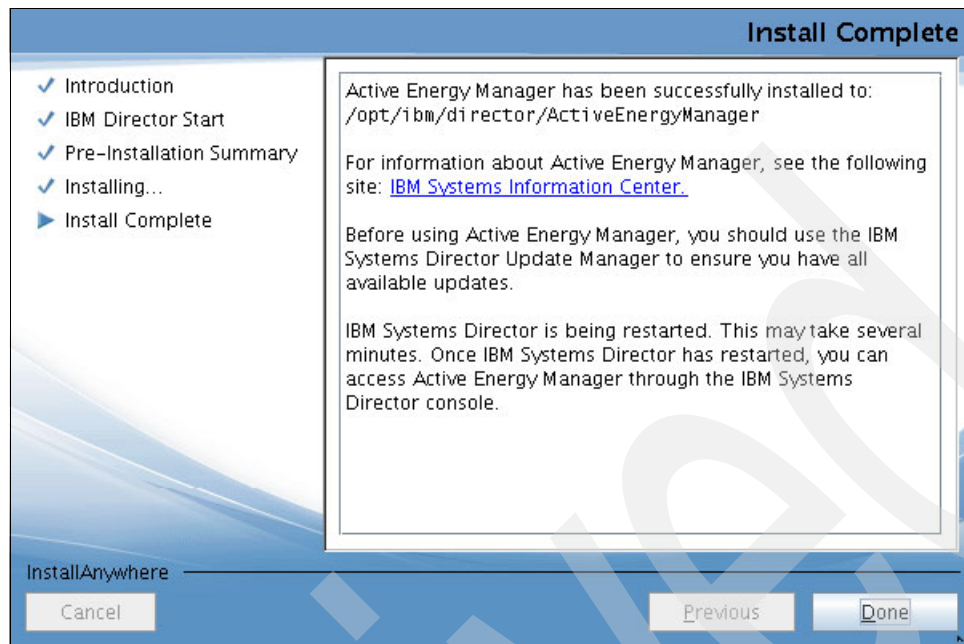 Install Complete
Introduction
IBM Director Start
Pre-Installation Summary
Installing...
Install Complete
Active Energy Manager has been successfully installed to:
/opt/ibm/director/ActiveEnergyManager
For information about Active Energy Manager, see the following
site: IBM Systems Information Center.
Before using Active Energy Manager, you should use the IBM
Systems Director Update Manager to ensure you have all
available updates.
IBM Systems Director is being restarted. This may take several
minutes. Once IBM Systems Director has restarted, you can
access Active Energy Manager through the IBM Systems
Director console.
InstallAnywhere
Cancel
Previous
Done